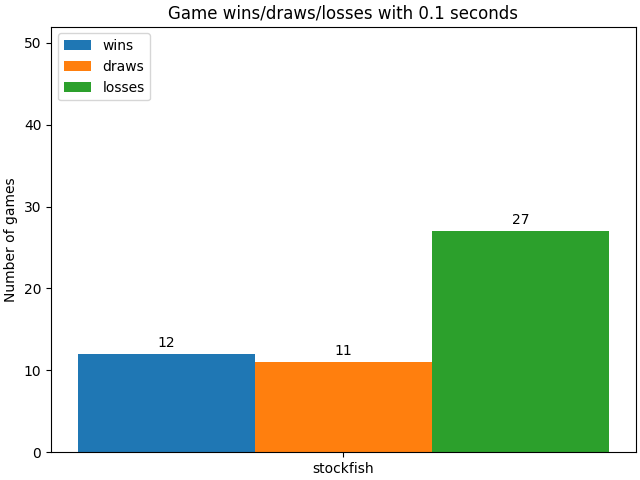 Game wins/draws/losses with 0.1 seconds
Number of games
50
40
30
20
10
0
wins
draws
losses
12
11
27
stockfish